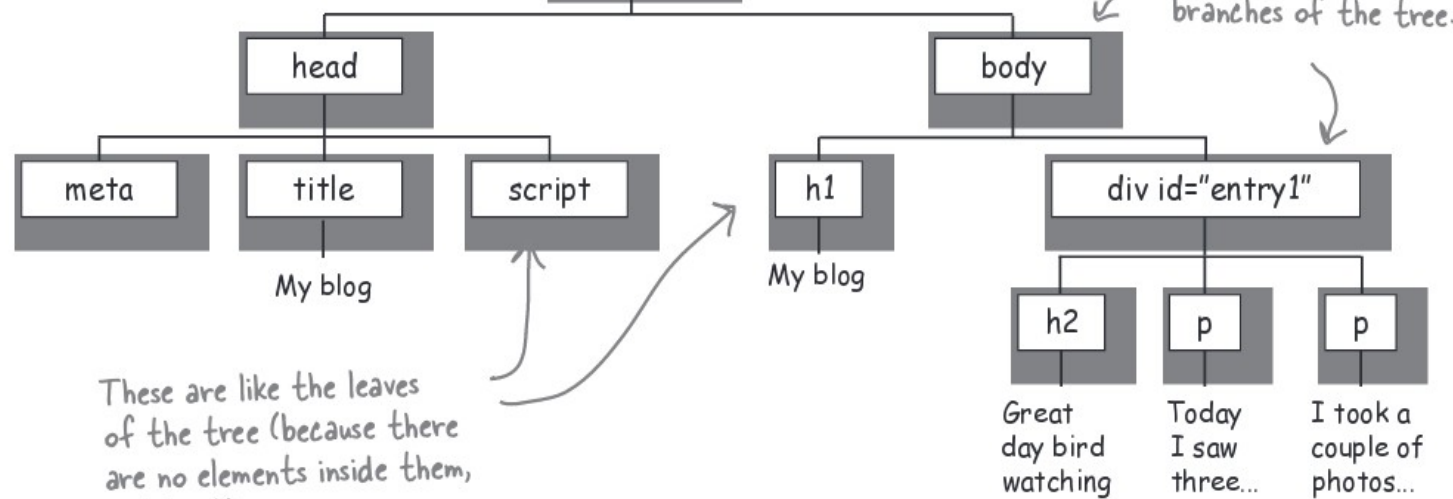 branches of the tree.
head
body
meta
title
script
h1
div id="entry1"
My blog
My blog
h2
p
p
These are like the leaves
of the tree (because there
are no elements inside them,
Great
day bird
watching
Today
I saw
three...
I took a
couple of
photos...